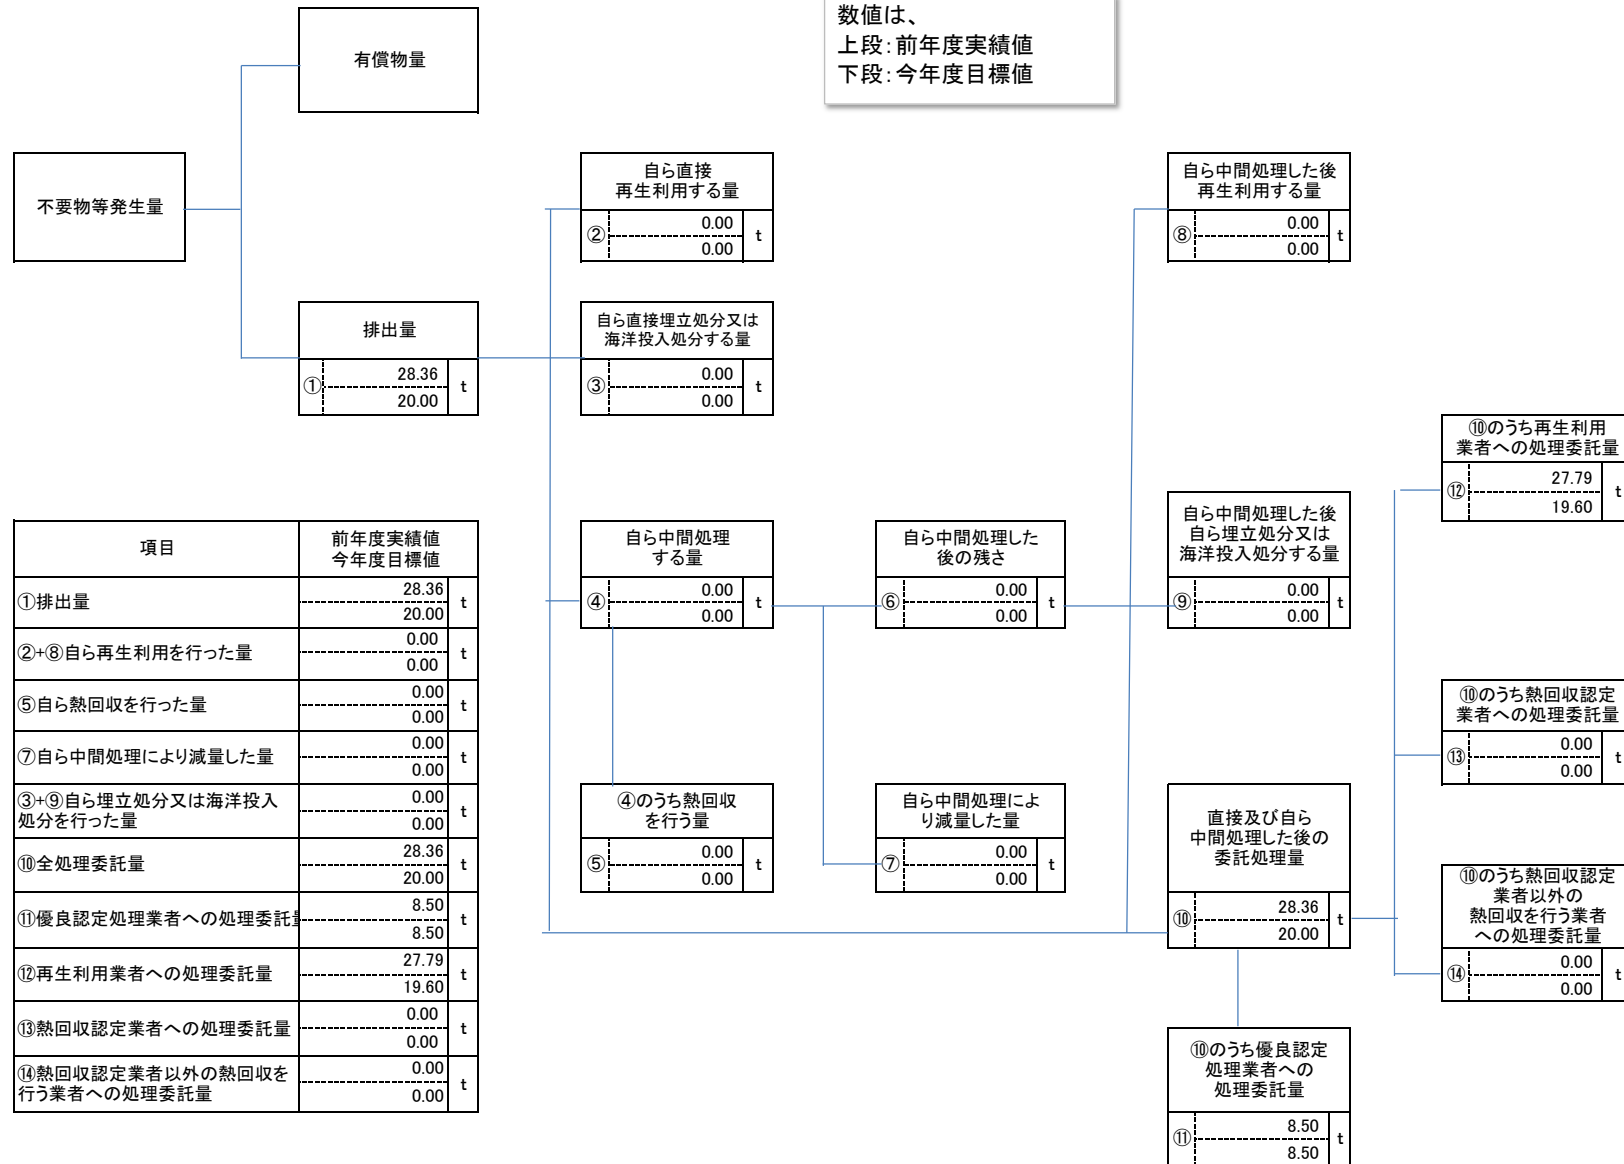 数値は、
上段：前年度実績値
下段：今年度目標値
有償物量
不要物等発生量
自ら直接
再生利用する量
②
0.00
0.00
t
自ら中間処理した後
再生利用する量
⑧
0.00
0.00
t
排出量
①
28.36
20.00
t
自ら直接埋立処分又は
海洋投入処分する量
③
0.00
0.00
t
⑩のうち再生利用
業者への処理委託量
⑫
27.79
19.60
t
自ら中間処理
する量
④
0.00
0.00
t
自ら中間処理した
後の残さ
⑥
0.00
0.00
t
自ら中間処理した後
自ら埋立処分又は
海洋投入処分する量
⑨
0.00
0.00
t
⑩のうち熱回収認定
業者への処理委託量
⑬
0.00
0.00
t
④のうち熱回収
を行う量
⑤
0.00
0.00
t
自ら中間処理によ
り減量した量
⑦
0.00
0.00
t
直接及び自ら
中間処理した後の
委託処理量
⑩
28.36
20.00
t
⑩のうち熱回収認定
業者以外の
熱回収を行う業者
への処理委託量
⑭
0.00
0.00
t
⑩のうち優良認定
処理業者への
処理委託量
⑪
8.50
8.50
t
項目
前年度実績値
今年度目標値
①排出量
28.36
20.00
t
②+⑧自ら再生利用を行った量
0.00
0.00
t
⑤自ら熱回収を行った量
0.00
0.00
t
⑦自ら中間処理により減量した量
0.00
0.00
t
③+⑨自ら埋立処分又は海洋投入
処分を行った量
0.00
0.00
t
⑩全処理委託量
28.36
20.00
t
⑪優良認定処理業者への処理委託量
8.50
8.50
t
⑫再生利用業者への処理委託量
27.79
19.60
t
⑬熱回収認定業者への処理委託量
0.00
0.00
t
⑭熱回収認定業者以外の熱回収を
行う業者への処理委託量
0.00
0.00
t